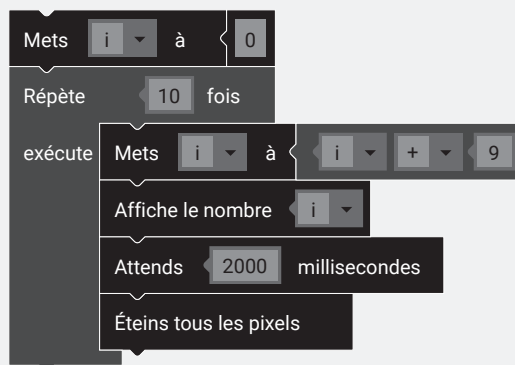 Mets i à 0
Répète 10 fois
exécute Mets i à i + 9
Affiche le nombre i
Attends 2000 millisecondes
Éteins tous les pixels